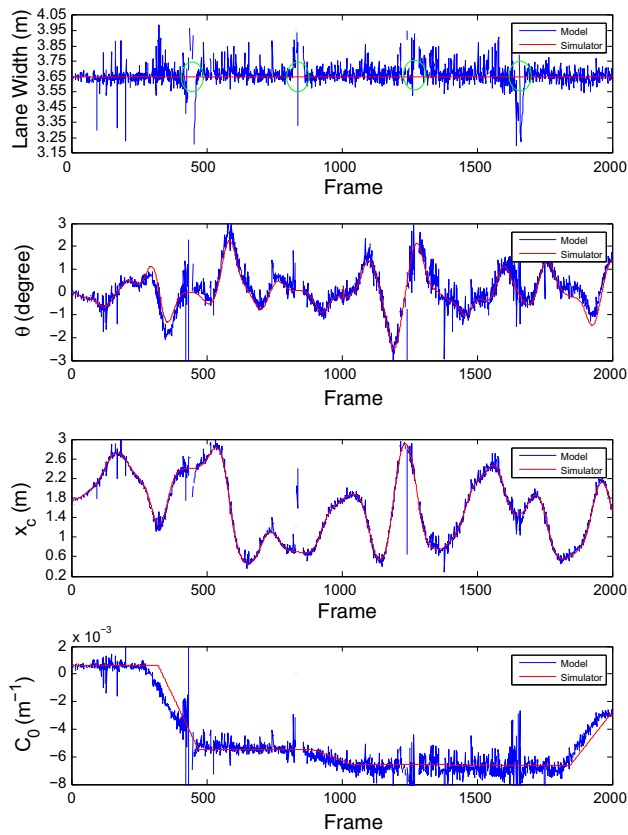 4.05
3.95
3.85
3.75
3.65
3.55
3.45
3.35
3.25
3.15
Lane Width (m)
Model
Simulator
0 500 1000 1500 2000
Frame
3
2
1
0
−1
−2
−3
θ (degree)
Model
Simulator
0 500 1000 1500 2000
Frame
3
2.6
2.2
1.8
1.4
1
0.6
0.2
x_c (m)
Model
Simulator
0 500 1000 1500 2000
Frame
x 10⁻³
2
0
−2
−4
−6
−8
C₀ (m⁻¹)
Model
Simulator
0 500 1000 1500 2000
Frame